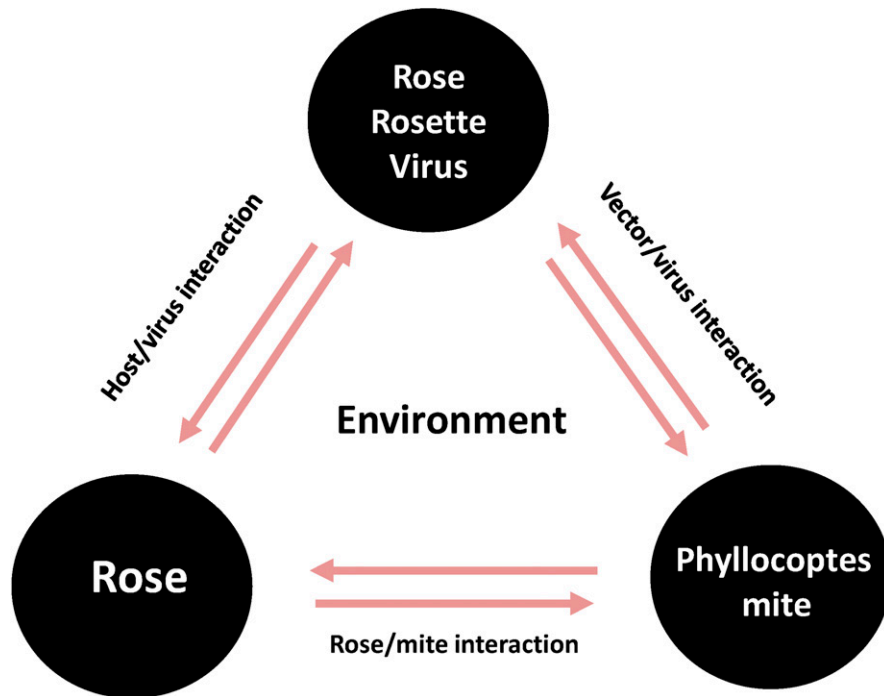 Rose
Rosette
Virus
Host/virus interaction
Vector/virus interaction
Environment
Rose
Phyllocoptes
mite
Rose/mite interaction